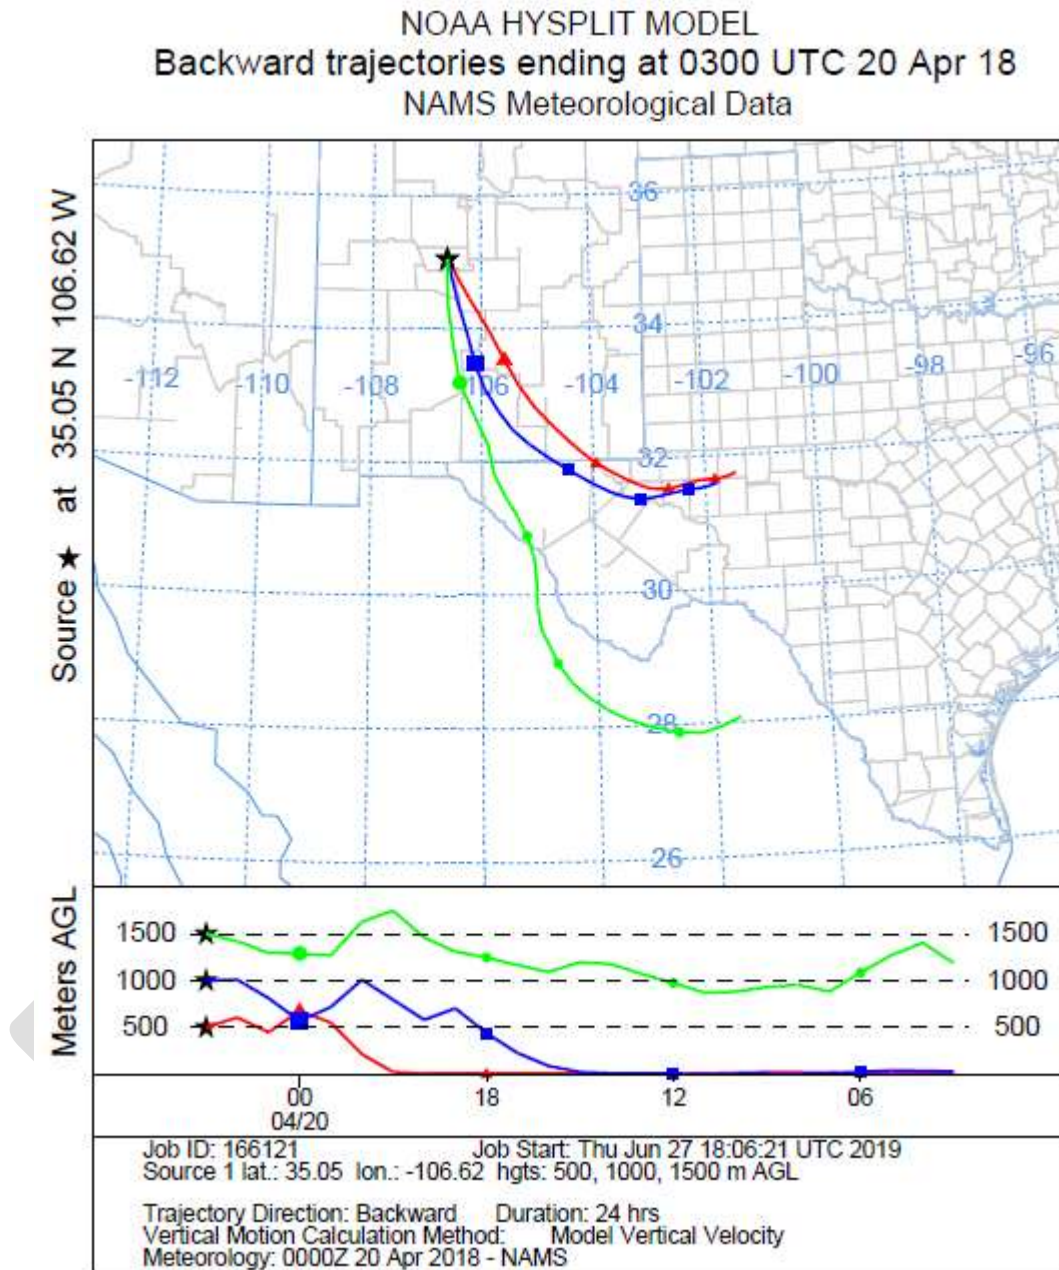 NOAA HYSPLIT MODEL
Backward trajectories ending at 0300 UTC 20 Apr 18
NAMS Meteorological Data
Source ★ at 35.05 N 106.62 W
36
34
-112 -110 -108 -106 -104 -102 -100 -98 -96
32
30
28
26
Meters AGL
1500 1500
1000 1000
500 500
00 18 12 06
04/20
Job ID: 166121 Job Start: Thu Jun 27 18:06:21 UTC 2019
Source 1 lat.: 35.05 lon.: -106.62 hgts: 500, 1000, 1500 m AGL
Trajectory Direction: Backward Duration: 24 hrs
Vertical Motion Calculation Method: Model Vertical Velocity
Meteorology: 0000Z 20 Apr 2018 - NAMS